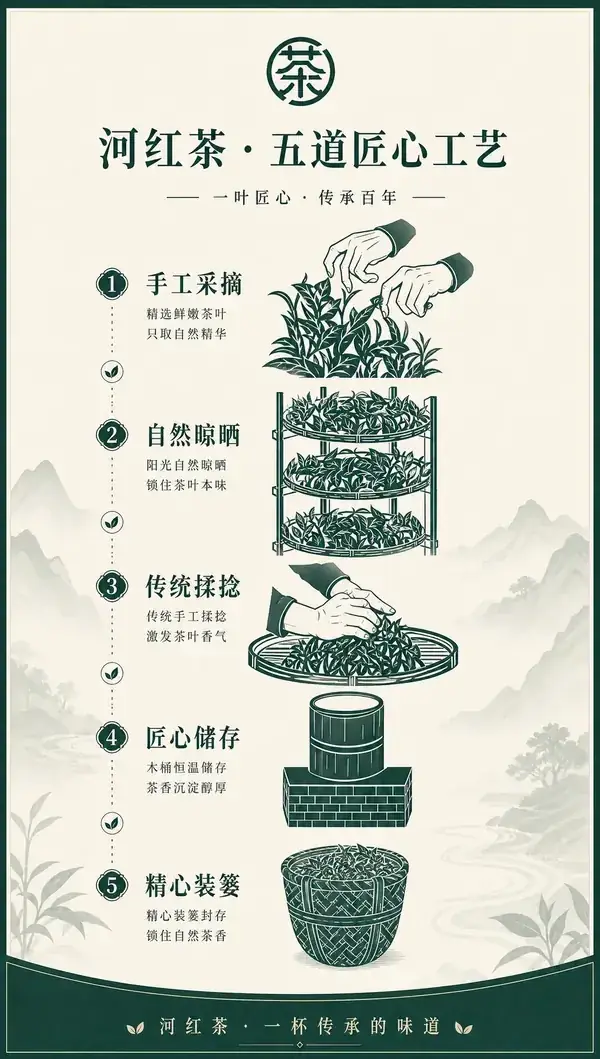 茶
河红茶·五道匠心工艺
一叶匠心·传承百年
1 手工采摘
精选鲜嫩茶叶
只取自然精华
2 自然晾晒
阳光自然晾晒
锁住茶叶本味
3 传统揉捻
传统手工揉捻
激发茶叶香气
4 匠心储存
木桶恒温储存
茶香沉淀醇厚
5 精心装篓
精心装篓封存
锁住自然茶香
河红茶·一杯传承的味道